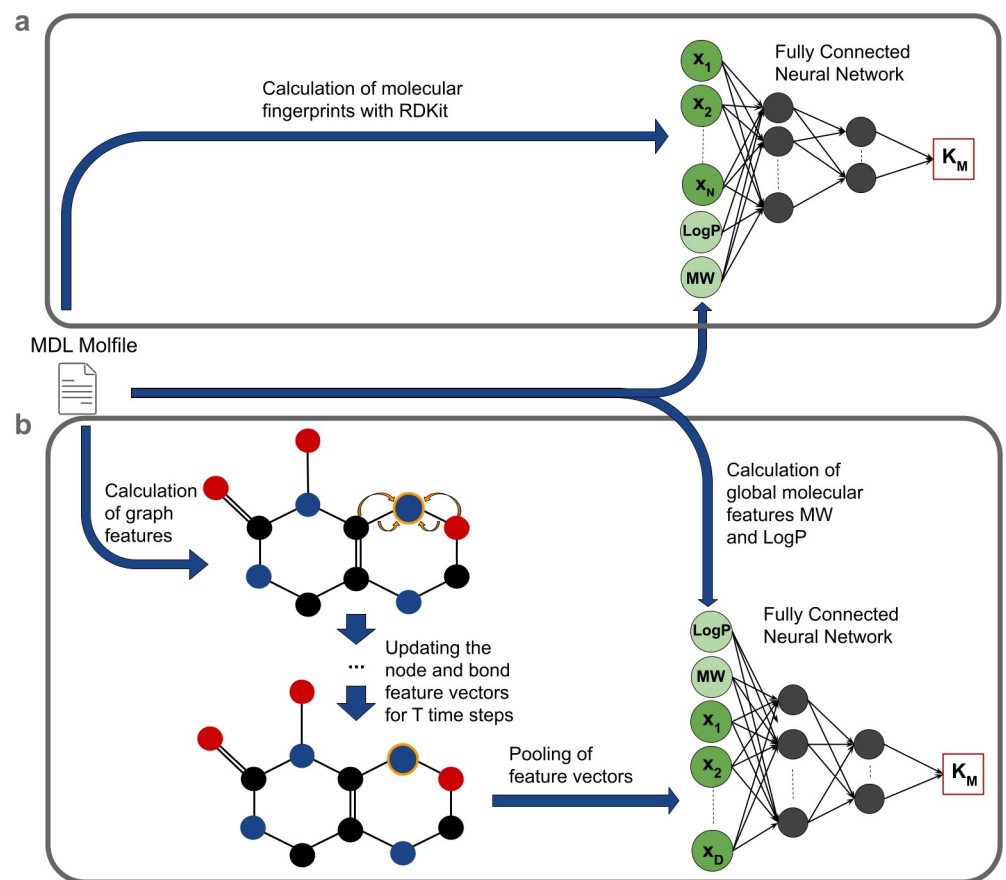 a
Calculation of molecular
fingerprints with RDKit
Fully Connected
Neural Network
x1
x2
xN
LogP
MW
KM
MDL Molfile
b
Calculation
of graph
features
Calculation of
global molecular
features MW
and LogP
Updating the
node and bond
feature vectors
for T time steps
...
Pooling of
feature vectors
Fully Connected
Neural Network
LogP
MW
x1
x2
xD
KM